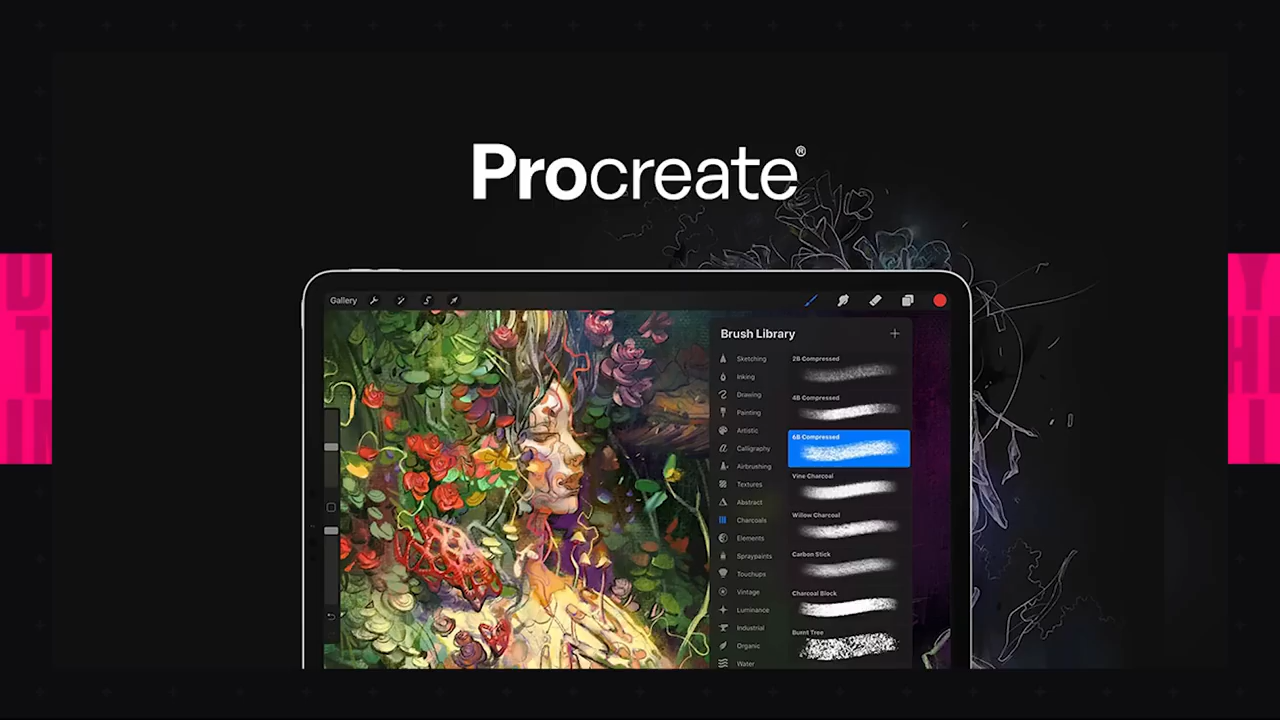 Procreate®
Gallery
Brush Library
Sketching
Inking
Drawing
Painting
Artistic
Calligraphy
Airbrushing
Textures
Abstract
Charcoals
Elements
Spraypaints
Touchups
Vintage
Luminance
Industrial
Organic
Water
2B Compressed
4B Compressed
6B Compressed
Vine Charcoal
Willow Charcoal
Carbon Stick
Charcoal Block
Burnt Tree